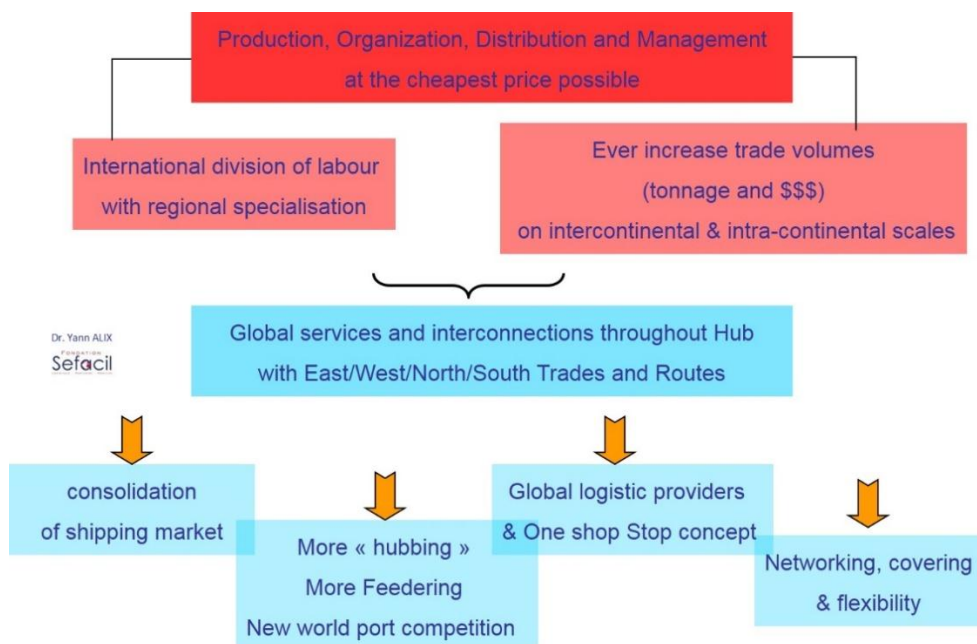 Production, Organization, Distribution and Management
at the cheapest price possible
International division of labour
with regional specialisation
Ever increase trade volumes
(tonnage and $$$)
on intercontinental & intra-continental scales
Dr. Yann ALIX
FONDATION
Sefacil
Global services and interconnections throughout Hub
with East/West/North/South Trades and Routes
consolidation
of shipping market
More « hubbing »
More Feedering
New world port competition
Global logistic providers
& One shop Stop concept
Networking, covering
& flexibility